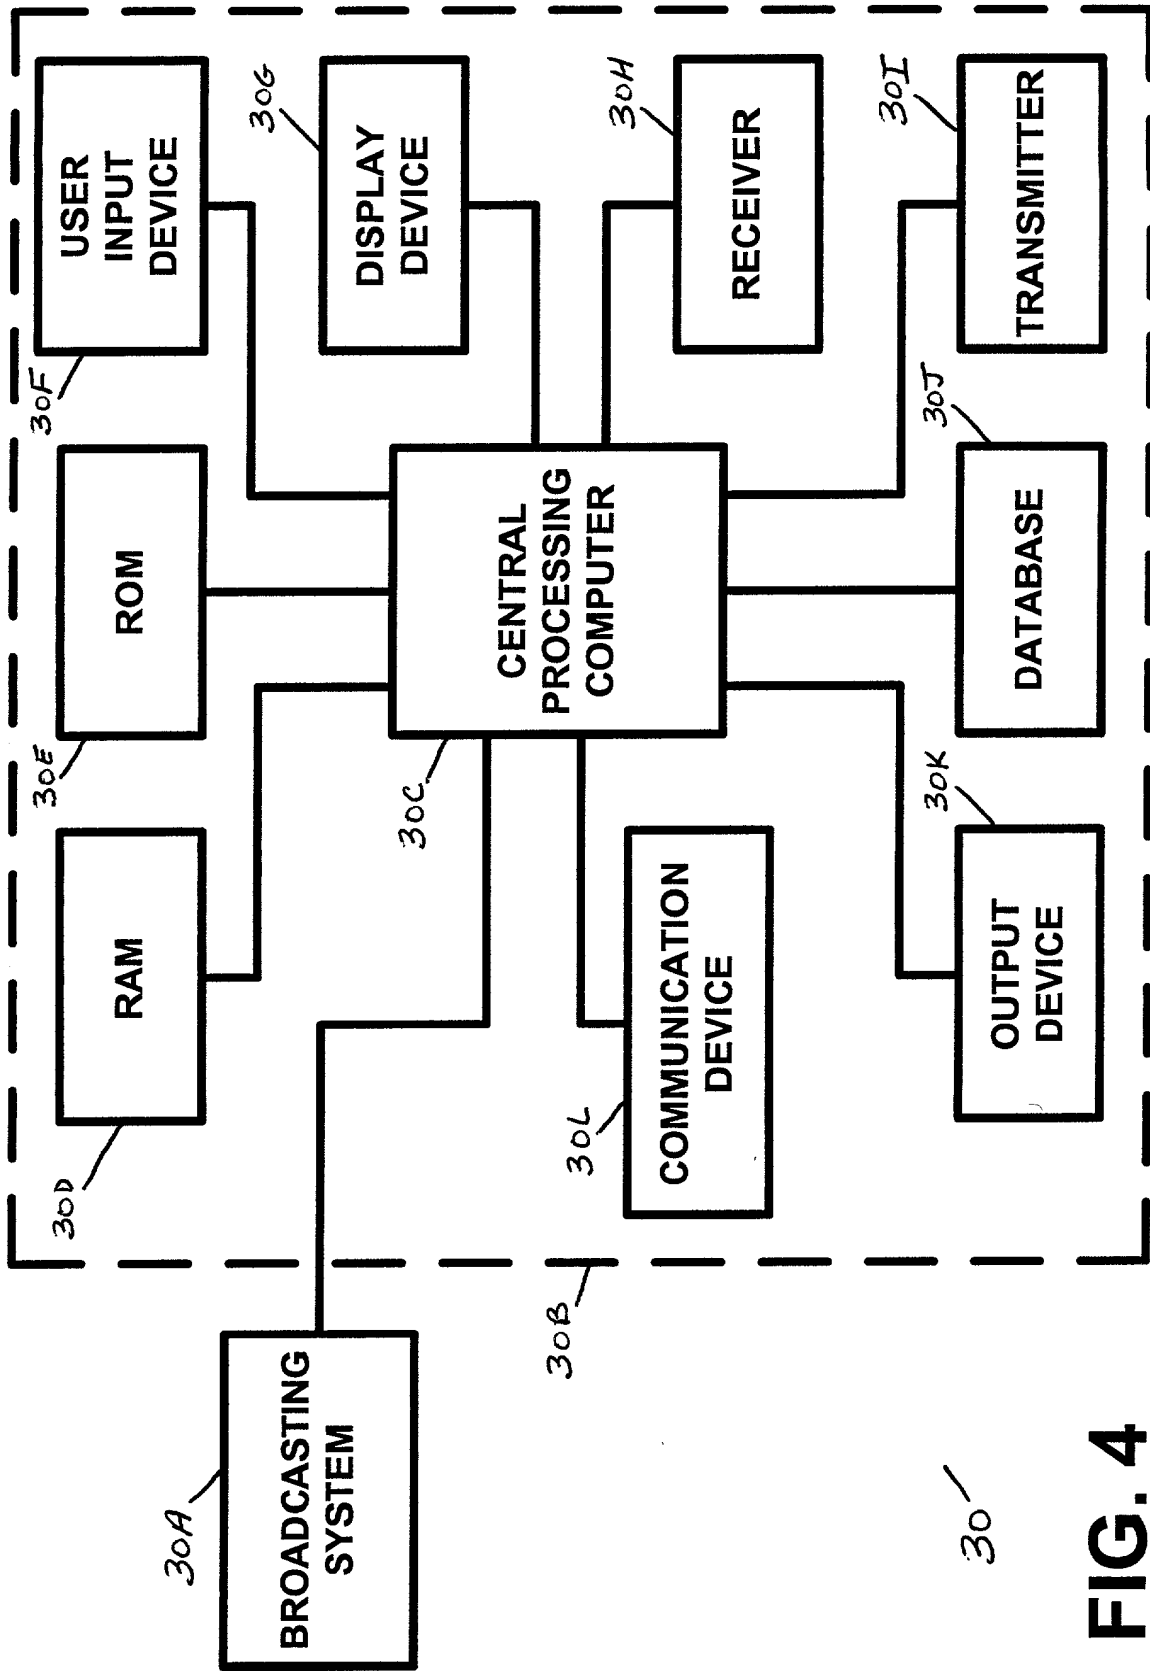 30D
RAM
30E
ROM
30F
USER
INPUT
DEVICE
30G
DISPLAY
DEVICE
30A
BROADCASTING
SYSTEM
30C
CENTRAL
PROCESSING
COMPUTER
30H
RECEIVER
30B
30L
COMMUNICATION
DEVICE
30K
OUTPUT
DEVICE
30J
DATABASE
30I
TRANSMITTER
30
FIG. 4